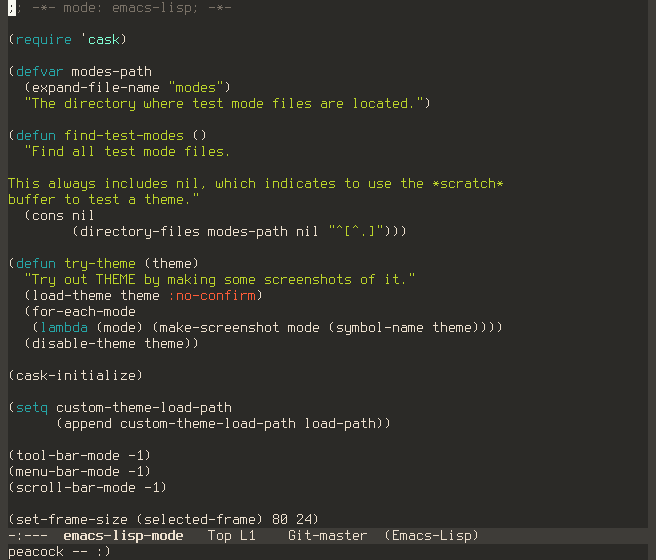 ;; -*- mode: emacs-lisp; -*-

(require 'cask)

(defvar modes-path
  (expand-file-name "modes")
  "The directory where test mode files are located.")

(defun find-test-modes ()
  "Find all test mode files.

This always includes nil, which indicates to use the *scratch*
buffer to test a theme."
  (cons nil
        (directory-files modes-path nil "^[^.]")))

(defun try-theme (theme)
  "Try out THEME by making some screenshots of it."
  (load-theme theme :no-confirm)
  (for-each-mode
   (lambda (mode) (make-screenshot mode (symbol-name theme))))
  (disable-theme theme))

(cask-initialize)

(setq custom-theme-load-path
      (append custom-theme-load-path load-path))

(tool-bar-mode -1)
(menu-bar-mode -1)
(scroll-bar-mode -1)

(set-frame-size (selected-frame) 80 24)
-:---  emacs-lisp-mode   Top L1    Git-master  (Emacs-Lisp)
peacock -- :)